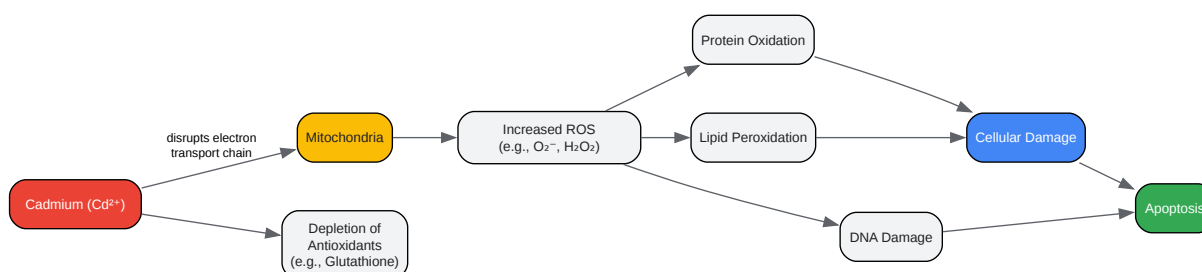 Cadmium (Cd²⁺)
disrupts electron
transport chain
Mitochondria
Depletion of
Antioxidants
(e.g., Glutathione)
Increased ROS
(e.g., O₂⁻, H₂O₂)
Protein Oxidation
Lipid Peroxidation
DNA Damage
Cellular Damage
Apoptosis